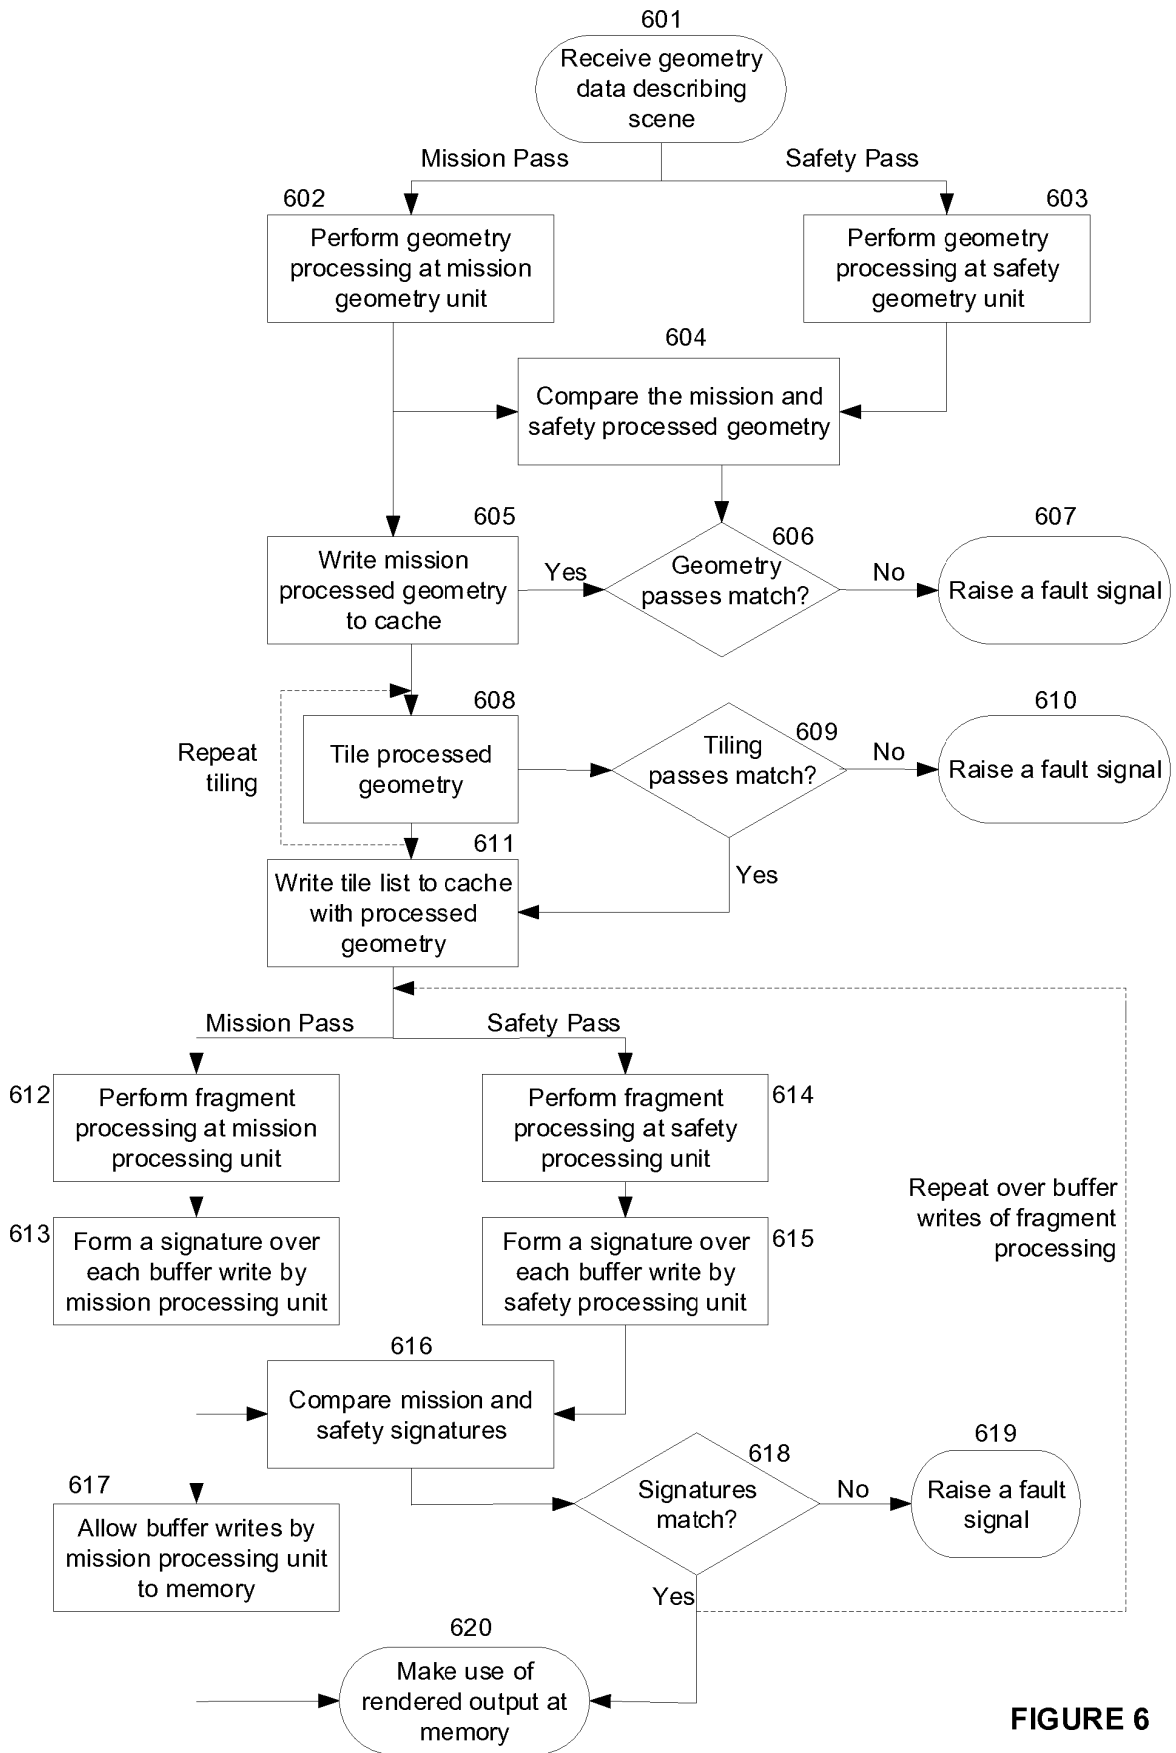 601
Receive geometry
data describing
scene
Mission Pass
Safety Pass
602
Perform geometry
processing at mission
geometry unit
603
Perform geometry
processing at safety
geometry unit
604
Compare the mission and
safety processed geometry
605
Write mission
processed geometry
to cache
Yes
606
Geometry
passes match?
No
607
Raise a fault signal
608
Tile processed
geometry
Repeat
tiling
609
Tiling
passes match?
No
610
Raise a fault signal
Yes
611
Write tile list to cache
with processed
geometry
Mission Pass
Safety Pass
612
Perform fragment
processing at mission
processing unit
614
Perform fragment
processing at safety
processing unit
613
Form a signature over
each buffer write by
mission processing unit
615
Form a signature over
each buffer write by
safety processing unit
Repeat over buffer
writes of fragment
processing
616
Compare mission and
safety signatures
617
Allow buffer writes by
mission processing unit
to memory
618
Signatures
match?
No
619
Raise a fault
signal
Yes
620
Make use of
rendered output at
memory
FIGURE 6